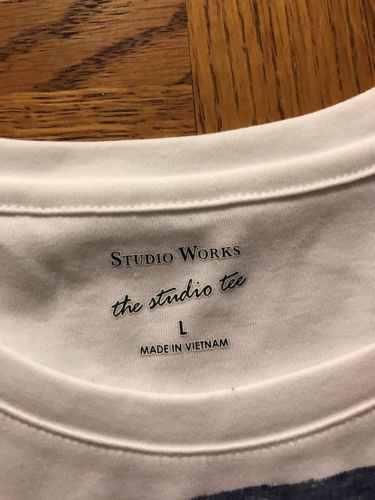 STUDIO WORKS
the studio tee
L
MADE IN VIETNAM